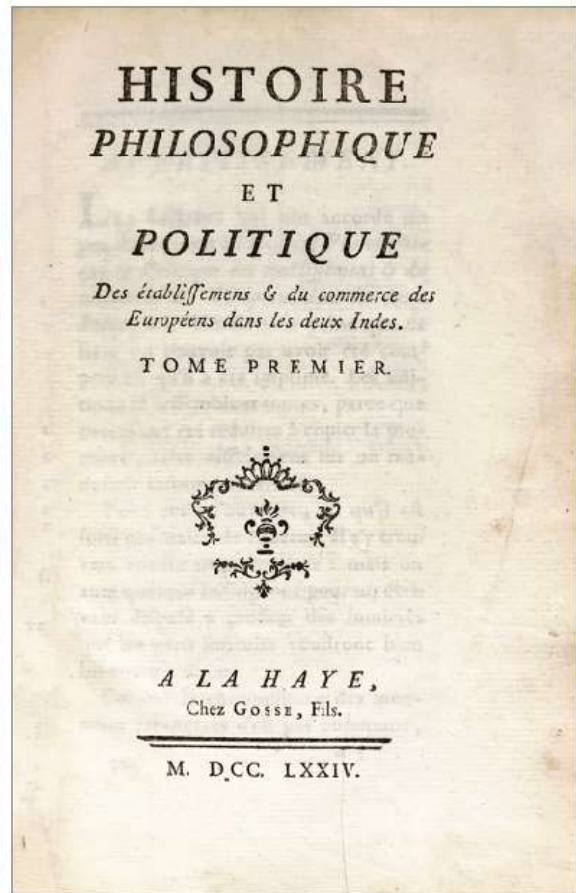 HISTOIRE
PHILOSOPHIQUE
ET
POLITIQUE
Des établiſſemens & du commerce des
Européens dans les deux Indes.
TOME PREMIER.
A LA HAYE,
Chez GOSSE, Fils.
M. D.CC. LXXIV.